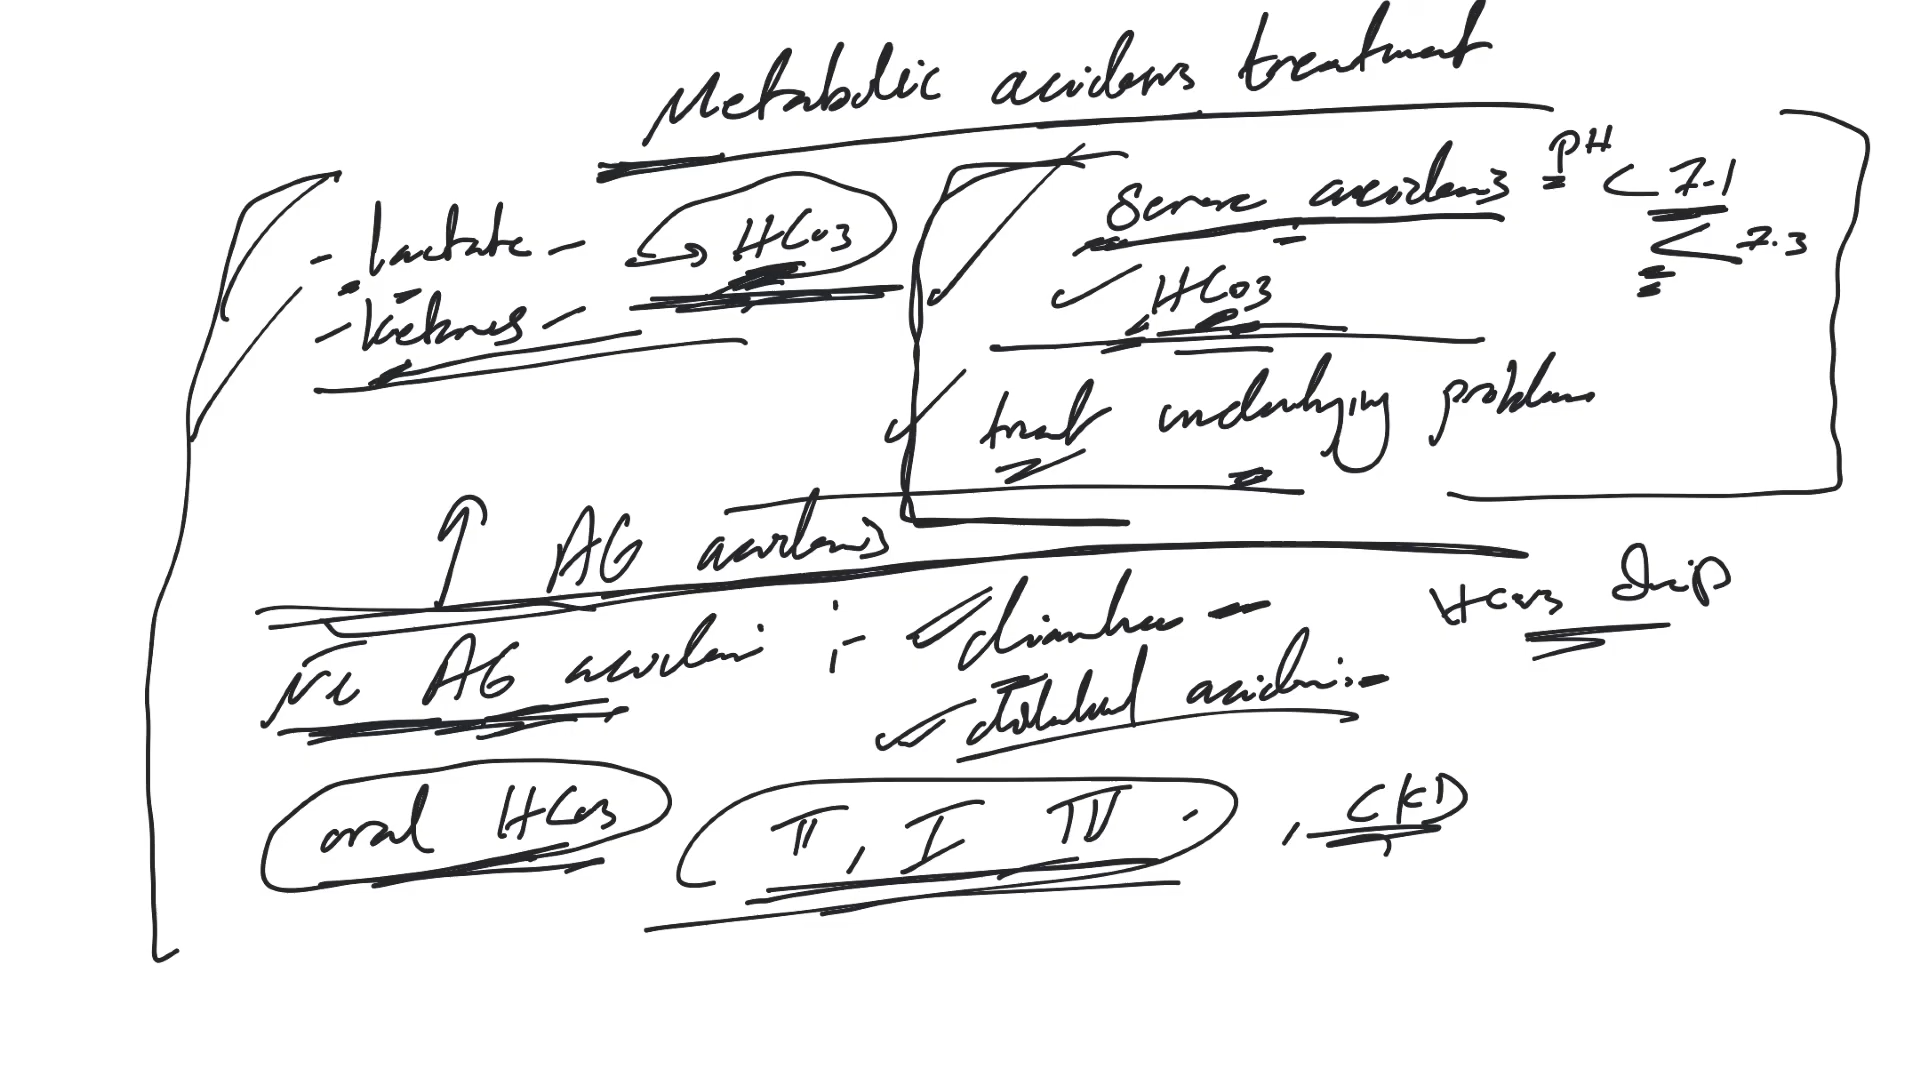 Metabolic acidosis treatment
- lactate - → HCO3
- ketones -
Severe acidosis PH < 7.1
< 7.3
✓ HCO3
✓ treat underlying problem
↑ AG acidosis
AG acidosis : - ✓ diarrhea -
HCO3 drip
✓ dilutional acidosis -
oral HCO3
II, I IV . , CKD